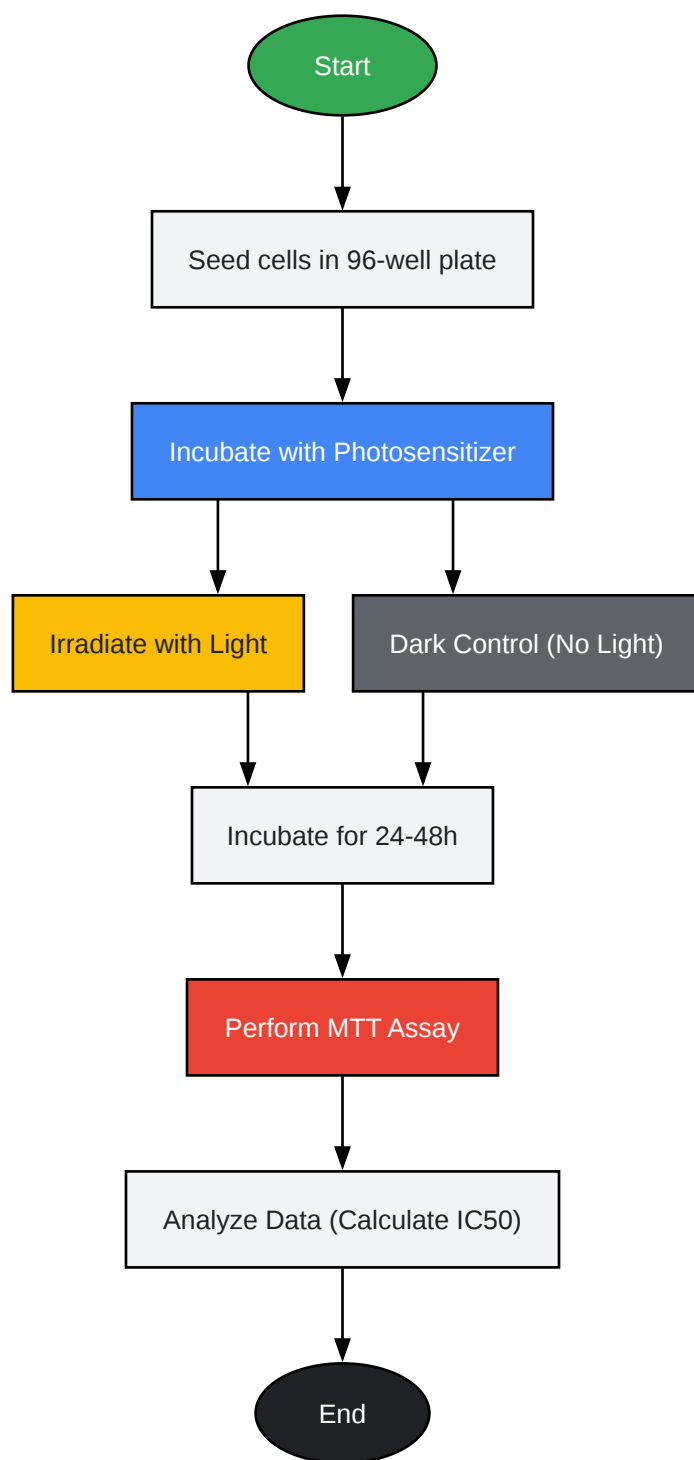 Start
Seed cells in 96-well plate
Incubate with Photosensitizer
Irradiate with Light
Dark Control (No Light)
Incubate for 24-48h
Perform MTT Assay
Analyze Data (Calculate IC50)
End